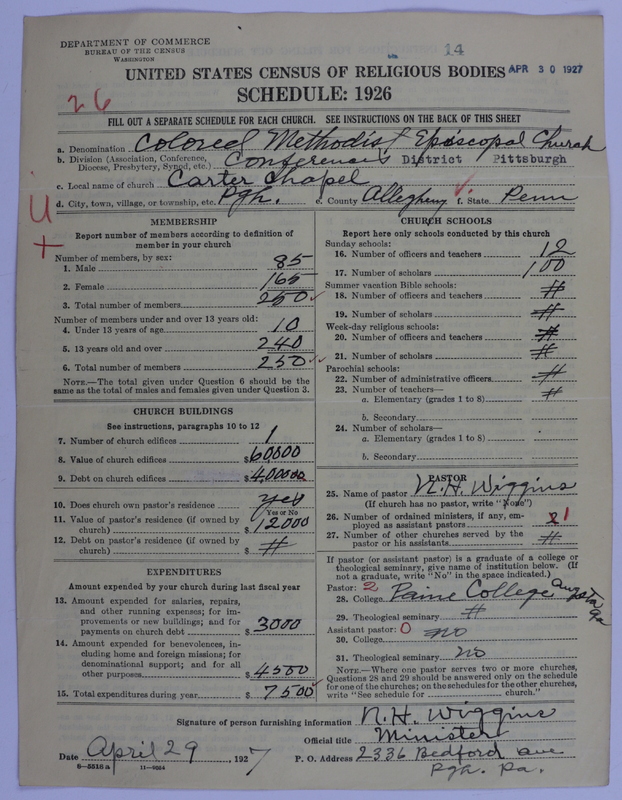 DEPARTMENT OF COMMERCE
BUREAU OF THE CENSUS
WASHINGTON
14
APR 30 1927
UNITED STATES CENSUS OF RELIGIOUS BODIES
SCHEDULE: 1926
26
FILL OUT A SEPARATE SCHEDULE FOR EACH CHURCH. SEE INSTRUCTIONS ON THE BACK OF THIS SHEET
a. Denomination Colored Methodist Episcopal Church
b. Division (Association, Conference, Diocese, Presbytery, Synod, etc.) Conferences District Pittsburgh
c. Local name of church Carter Chapel
d. City, town, village, or township, etc. Pgh. e. County Allegheny f. State Penn
u
+
MEMBERSHIP
Report number of members according to definition of
member in your church
Number of members, by sex:
1. Male 85
2. Female 165
3. Total number of members 250
Number of members under and over 13 years old:
4. Under 13 years of age 10
5. 13 years old and over 240
6. Total number of members 250
NOTE.—The total given under Question 6 should be the
same as the total of males and females given under Question 3.
CHURCH BUILDINGS
See instructions, paragraphs 10 to 12
7. Number of church edifices 1
8. Value of church edifices $60,000
9. Debt on church edifices $4,000.00
10. Does church own pastor's residence yes
Yes or No
11. Value of pastor's residence (if owned by
church) $12000
12. Debt on pastor's residence (if owned by
church) $ #
EXPENDITURES
Amount expended by your church during last fiscal year
13. Amount expended for salaries, repairs,
and other running expenses; for im-
provements or new buildings; and for
payments on church debt $3000
14. Amount expended for benevolences, in-
cluding home and foreign missions; for
denominational support; and for all
other purposes $4500
15. Total expenditures during year $7500
CHURCH SCHOOLS
Report here only schools conducted by this church
Sunday schools:
16. Number of officers and teachers 12
17. Number of scholars 100
Summer vacation Bible schools:
18. Number of officers and teachers #
19. Number of scholars #
Week-day religious schools:
20. Number of officers and teachers #
21. Number of scholars #
Parochial schools:
22. Number of administrative officers #
23. Number of teachers—
a. Elementary (grades 1 to 8) #
b. Secondary
24. Number of scholars—
a. Elementary (grades 1 to 8)
b. Secondary
PASTOR
25. Name of pastor N. H. Wiggins
(If church has no pastor, write "None")
26. Number of ordained ministers, if any, em-
ployed as assistant pastors 1
27. Number of other churches served by the
pastor or his assistants #
If pastor (or assistant pastor) is a graduate of a college or
theological seminary, give name of institution below. (If
not a graduate, write "No" in the space indicated.)
Pastor: 2
28. College Paine College Augusta Ga
29. Theological seminary #
Assistant pastor: 0
30. College no
31. Theological seminary no
NOTE.—Where one pastor serves two or more churches,
Questions 28 and 29 should be answered only on the schedule
for one of the churches; on the schedules for the other churches,
write "See schedule for church."
Signature of person furnishing information N. H. Wiggins
Official title Minister
Date April 29, 1927 P. O. Address 2336 Bedford ave
Pgh. Pa.
6—5516 a 11—9224